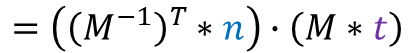 = ((M⁻¹)ᵀ * n) · (M * t)